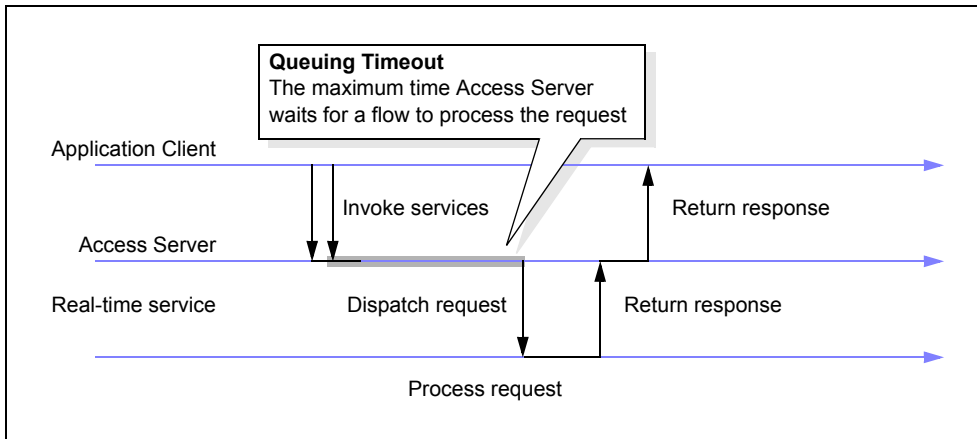 Queuing Timeout
The maximum time Access Server
waits for a flow to process the request
Application Client
Invoke services
Return response
Access Server
Real-time service
Dispatch request
Return response
Process request